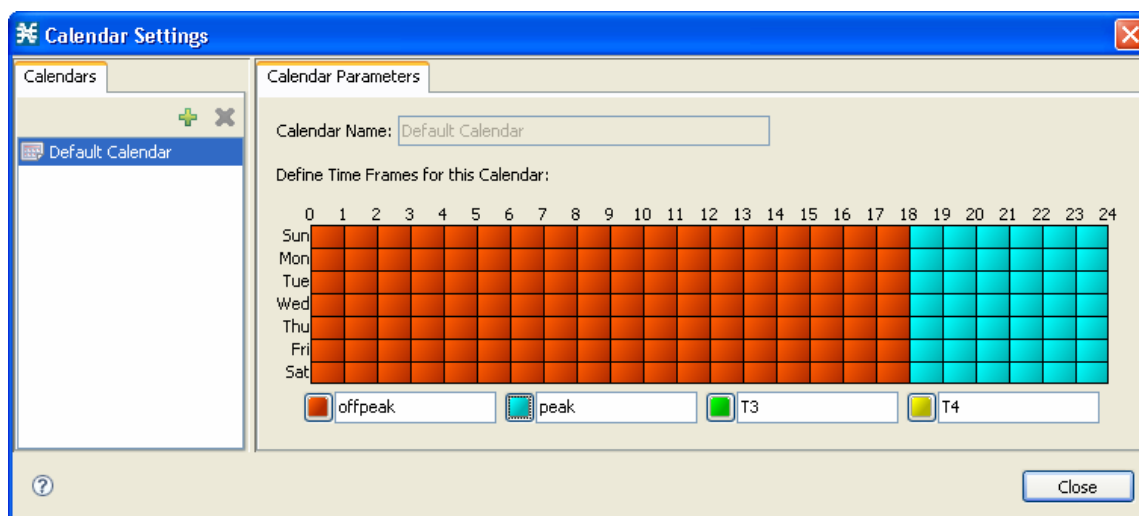 Calendar Settings
Calendars
Default Calendar
Calendar Parameters
Calendar Name: Default Calendar
Define Time Frames for this Calendar:
0 1 2 3 4 5 6 7 8 9 10 11 12 13 14 15 16 17 18 19 20 21 22 23 24
Sun
Mon
Tue
Wed
Thu
Fri
Sat
offpeak peak T3 T4
? Close